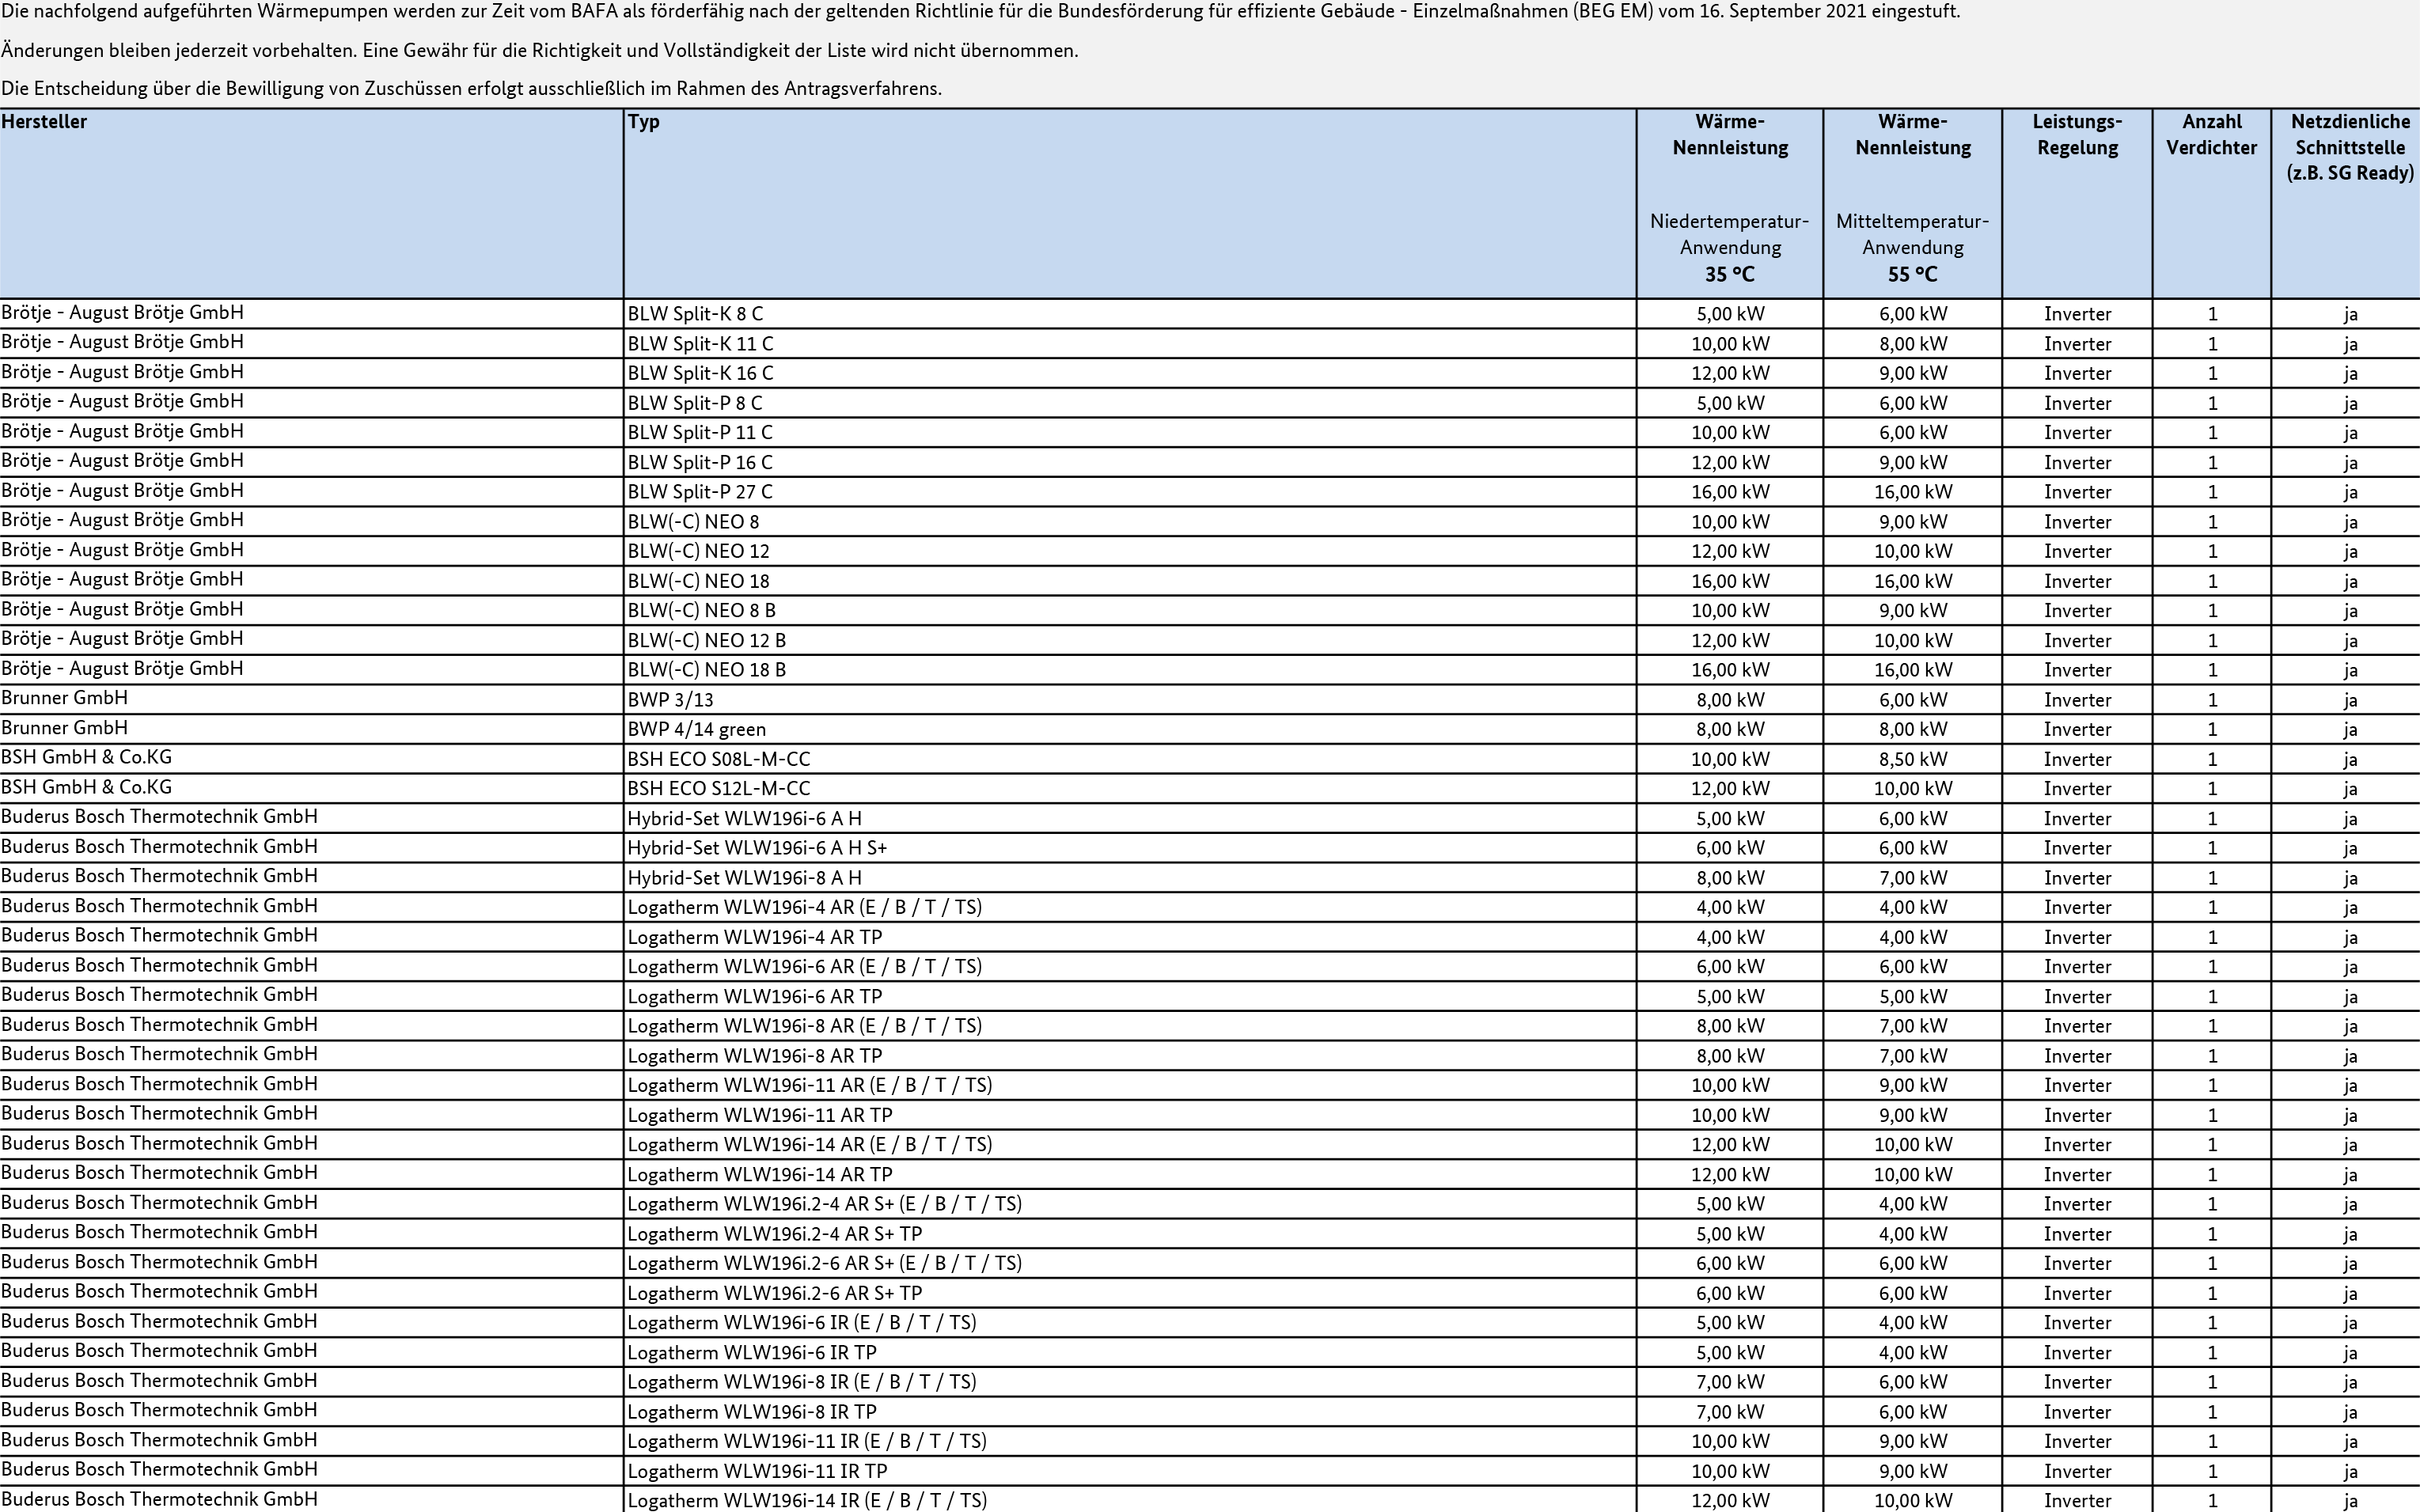 Die nachfolgend aufgeführten Wärmepumpen werden zur Zeit vom BAFA als förderfähig nach der geltenden Richtlinie für die Bundesförderung für effiziente Gebäude - Einzelmaßnahmen (BEG EM) vom 16. September 2021 eingestuft.
Änderungen bleiben jederzeit vorbehalten. Eine Gewähr für die Richtigkeit und Vollständigkeit der Liste wird nicht übernommen.
Die Entscheidung über die Bewilligung von Zuschüssen erfolgt ausschließlich im Rahmen des Antragsverfahrens.
Hersteller Typ Wärme- Wärme- Leistungs- Anzahl Netzdienliche
Nennleistung Nennleistung Regelung Verdichter Schnittstelle
(z.B. SG Ready)
Niedertemperatur- Mitteltemperatur-
Anwendung Anwendung
35 °C 55 °C
Brötje - August Brötje GmbH BLW Split-K 8 C 5,00 kW 6,00 kW Inverter 1 ja
Brötje - August Brötje GmbH BLW Split-K 11 C 10,00 kW 8,00 kW Inverter 1 ja
Brötje - August Brötje GmbH BLW Split-K 16 C 12,00 kW 9,00 kW Inverter 1 ja
Brötje - August Brötje GmbH BLW Split-P 8 C 5,00 kW 6,00 kW Inverter 1 ja
Brötje - August Brötje GmbH BLW Split-P 11 C 10,00 kW 6,00 kW Inverter 1 ja
Brötje - August Brötje GmbH BLW Split-P 16 C 12,00 kW 9,00 kW Inverter 1 ja
Brötje - August Brötje GmbH BLW Split-P 27 C 16,00 kW 16,00 kW Inverter 1 ja
Brötje - August Brötje GmbH BLW(-C) NEO 8 10,00 kW 9,00 kW Inverter 1 ja
Brötje - August Brötje GmbH BLW(-C) NEO 12 12,00 kW 10,00 kW Inverter 1 ja
Brötje - August Brötje GmbH BLW(-C) NEO 18 16,00 kW 16,00 kW Inverter 1 ja
Brötje - August Brötje GmbH BLW(-C) NEO 8 B 10,00 kW 9,00 kW Inverter 1 ja
Brötje - August Brötje GmbH BLW(-C) NEO 12 B 12,00 kW 10,00 kW Inverter 1 ja
Brötje - August Brötje GmbH BLW(-C) NEO 18 B 16,00 kW 16,00 kW Inverter 1 ja
Brunner GmbH BWP 3/13 8,00 kW 6,00 kW Inverter 1 ja
Brunner GmbH BWP 4/14 green 8,00 kW 8,00 kW Inverter 1 ja
BSH GmbH & Co.KG BSH ECO S08L-M-CC 10,00 kW 8,50 kW Inverter 1 ja
BSH GmbH & Co.KG BSH ECO S12L-M-CC 12,00 kW 10,00 kW Inverter 1 ja
Buderus Bosch Thermotechnik GmbH Hybrid-Set WLW196i-6 A H 5,00 kW 6,00 kW Inverter 1 ja
Buderus Bosch Thermotechnik GmbH Hybrid-Set WLW196i-6 A H S+ 6,00 kW 6,00 kW Inverter 1 ja
Buderus Bosch Thermotechnik GmbH Hybrid-Set WLW196i-8 A H 8,00 kW 7,00 kW Inverter 1 ja
Buderus Bosch Thermotechnik GmbH Logatherm WLW196i-4 AR (E / B / T / TS) 4,00 kW 4,00 kW Inverter 1 ja
Buderus Bosch Thermotechnik GmbH Logatherm WLW196i-4 AR TP 4,00 kW 4,00 kW Inverter 1 ja
Buderus Bosch Thermotechnik GmbH Logatherm WLW196i-6 AR (E / B / T / TS) 6,00 kW 6,00 kW Inverter 1 ja
Buderus Bosch Thermotechnik GmbH Logatherm WLW196i-6 AR TP 5,00 kW 5,00 kW Inverter 1 ja
Buderus Bosch Thermotechnik GmbH Logatherm WLW196i-8 AR (E / B / T / TS) 8,00 kW 7,00 kW Inverter 1 ja
Buderus Bosch Thermotechnik GmbH Logatherm WLW196i-8 AR TP 8,00 kW 7,00 kW Inverter 1 ja
Buderus Bosch Thermotechnik GmbH Logatherm WLW196i-11 AR (E / B / T / TS) 10,00 kW 9,00 kW Inverter 1 ja
Buderus Bosch Thermotechnik GmbH Logatherm WLW196i-11 AR TP 10,00 kW 9,00 kW Inverter 1 ja
Buderus Bosch Thermotechnik GmbH Logatherm WLW196i-14 AR (E / B / T / TS) 12,00 kW 10,00 kW Inverter 1 ja
Buderus Bosch Thermotechnik GmbH Logatherm WLW196i-14 AR TP 12,00 kW 10,00 kW Inverter 1 ja
Buderus Bosch Thermotechnik GmbH Logatherm WLW196i.2-4 AR S+ (E / B / T / TS) 5,00 kW 4,00 kW Inverter 1 ja
Buderus Bosch Thermotechnik GmbH Logatherm WLW196i.2-4 AR S+ TP 5,00 kW 4,00 kW Inverter 1 ja
Buderus Bosch Thermotechnik GmbH Logatherm WLW196i.2-6 AR S+ (E / B / T / TS) 6,00 kW 6,00 kW Inverter 1 ja
Buderus Bosch Thermotechnik GmbH Logatherm WLW196i.2-6 AR S+ TP 6,00 kW 6,00 kW Inverter 1 ja
Buderus Bosch Thermotechnik GmbH Logatherm WLW196i-6 IR (E / B / T / TS) 5,00 kW 4,00 kW Inverter 1 ja
Buderus Bosch Thermotechnik GmbH Logatherm WLW196i-6 IR TP 5,00 kW 4,00 kW Inverter 1 ja
Buderus Bosch Thermotechnik GmbH Logatherm WLW196i-8 IR (E / B / T / TS) 7,00 kW 6,00 kW Inverter 1 ja
Buderus Bosch Thermotechnik GmbH Logatherm WLW196i-8 IR TP 7,00 kW 6,00 kW Inverter 1 ja
Buderus Bosch Thermotechnik GmbH Logatherm WLW196i-11 IR (E / B / T / TS) 10,00 kW 9,00 kW Inverter 1 ja
Buderus Bosch Thermotechnik GmbH Logatherm WLW196i-11 IR TP 10,00 kW 9,00 kW Inverter 1 ja
Buderus Bosch Thermotechnik GmbH Logatherm WLW196i-14 IR (E / B / T / TS) 12,00 kW 10,00 kW Inverter 1 ja